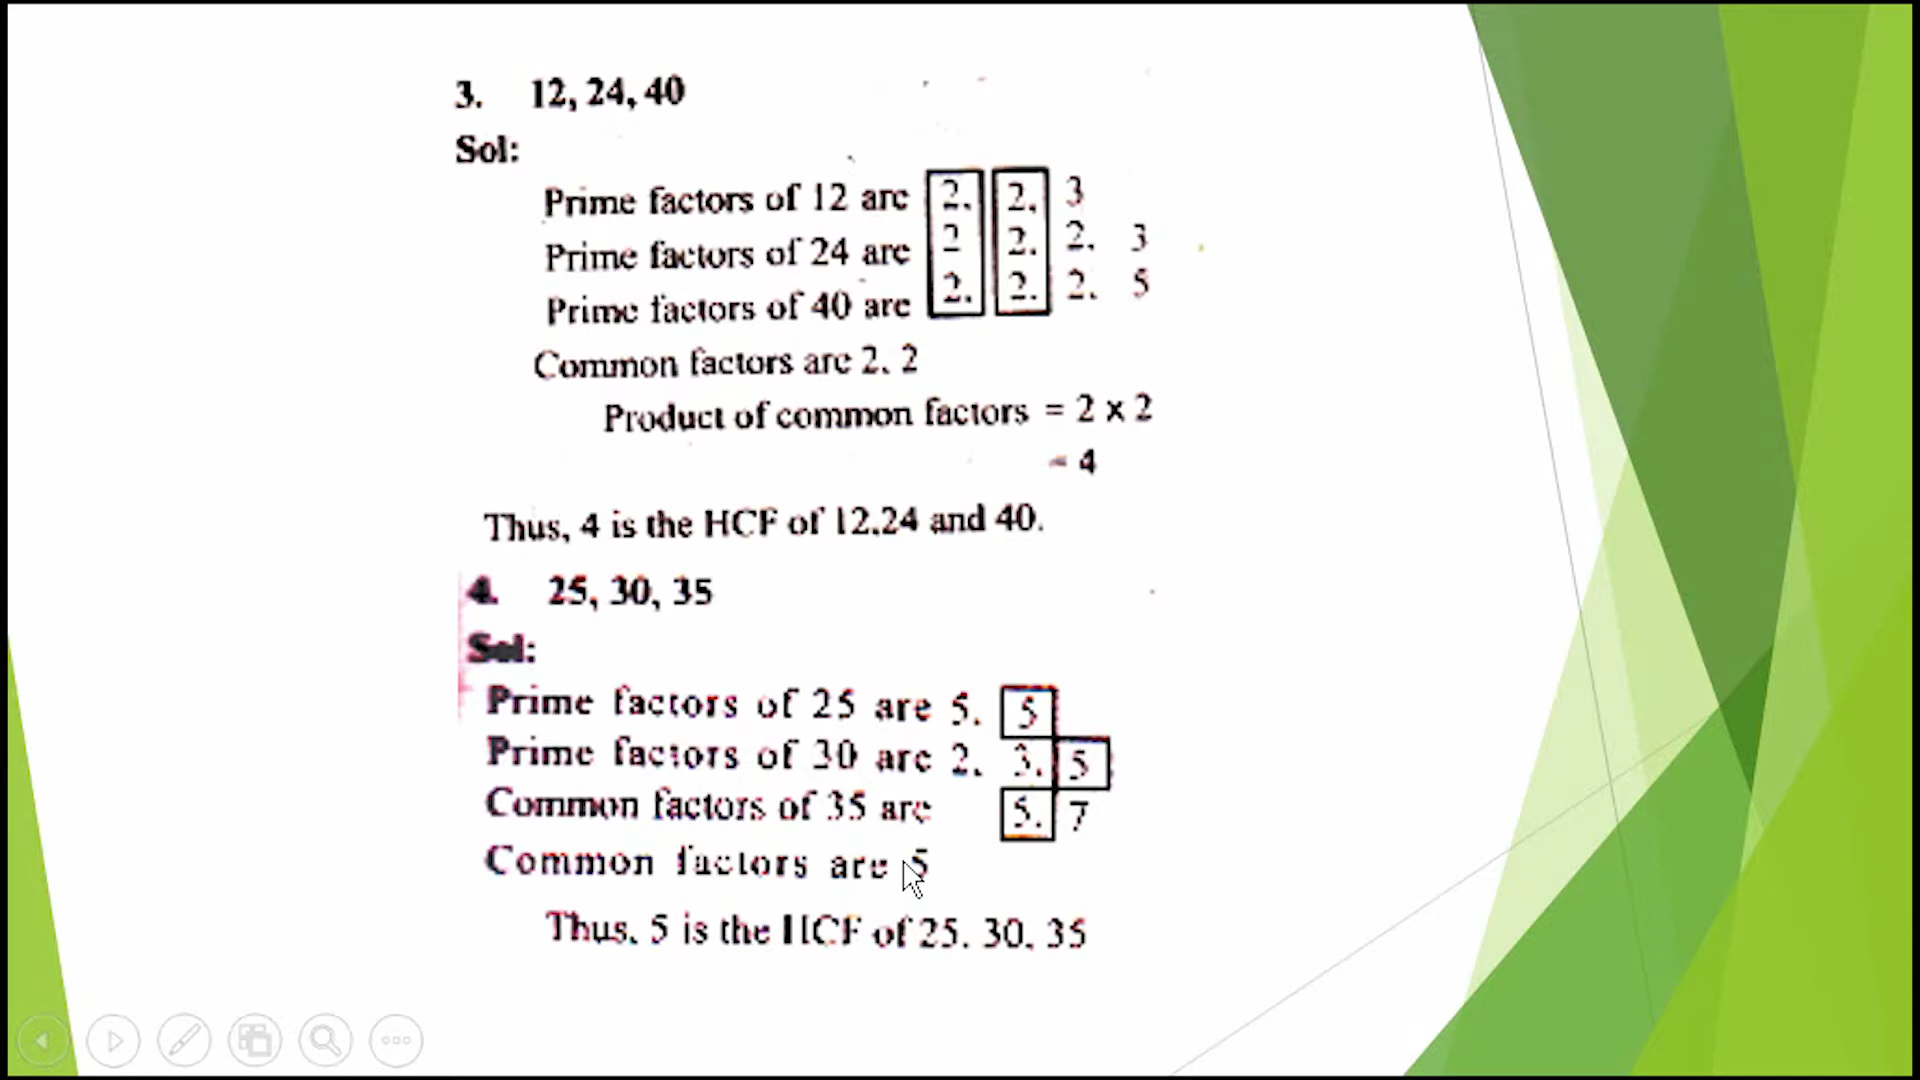 3. 12, 24, 40
Sol:
Prime factors of 12 are 2. 2. 3
Prime factors of 24 are 2 2. 2. 3
Prime factors of 40 are 2. 2. 2. 5
Common factors are 2. 2
Product of common factors = 2 x 2
= 4
Thus, 4 is the HCF of 12.24 and 40.
4. 25, 30, 35
Sol:
Prime factors of 25 are 5. 5
Prime factors of 30 are 2. 3. 5
Common factors of 35 are 5. 7
Common factors are 5
Thus. 5 is the HCF of 25. 30. 35